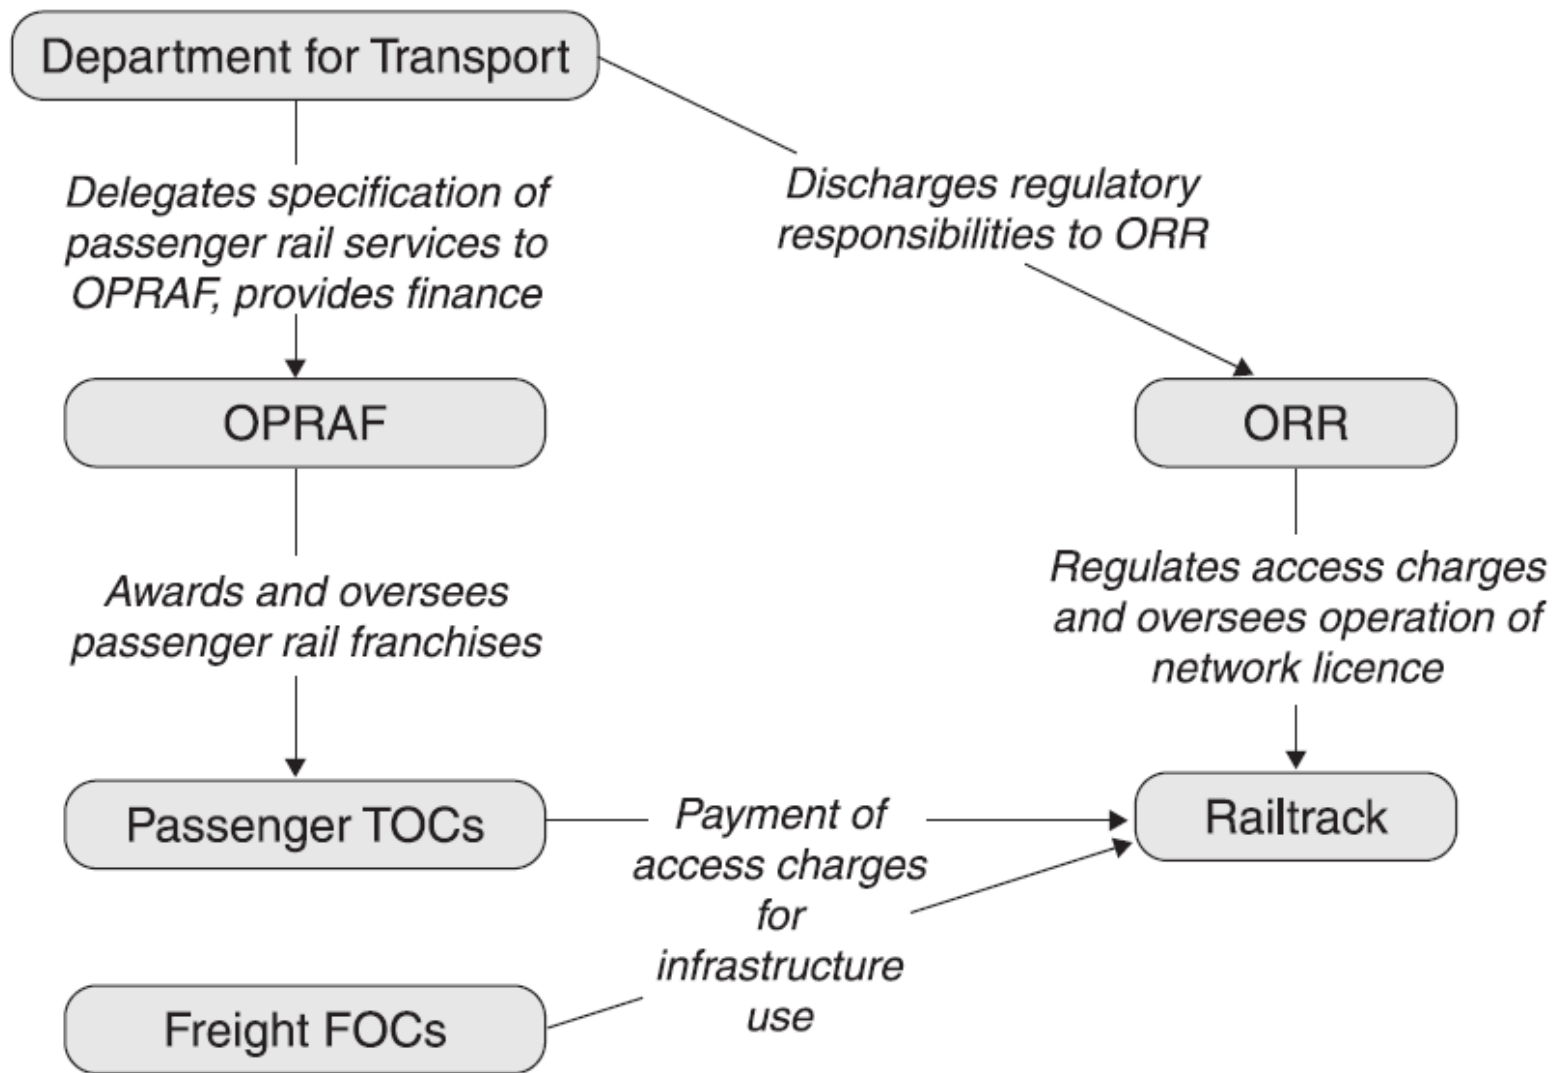 Department for Transport
Delegates specification of
passenger rail services to
OPRAF, provides finance
Discharges regulatory
responsibilities to ORR
OPRAF
ORR
Awards and oversees
passenger rail franchises
Regulates access charges
and oversees operation of
network licence
Passenger TOCs
Payment of
access charges
for
infrastructure
use
Railtrack
Freight FOCs